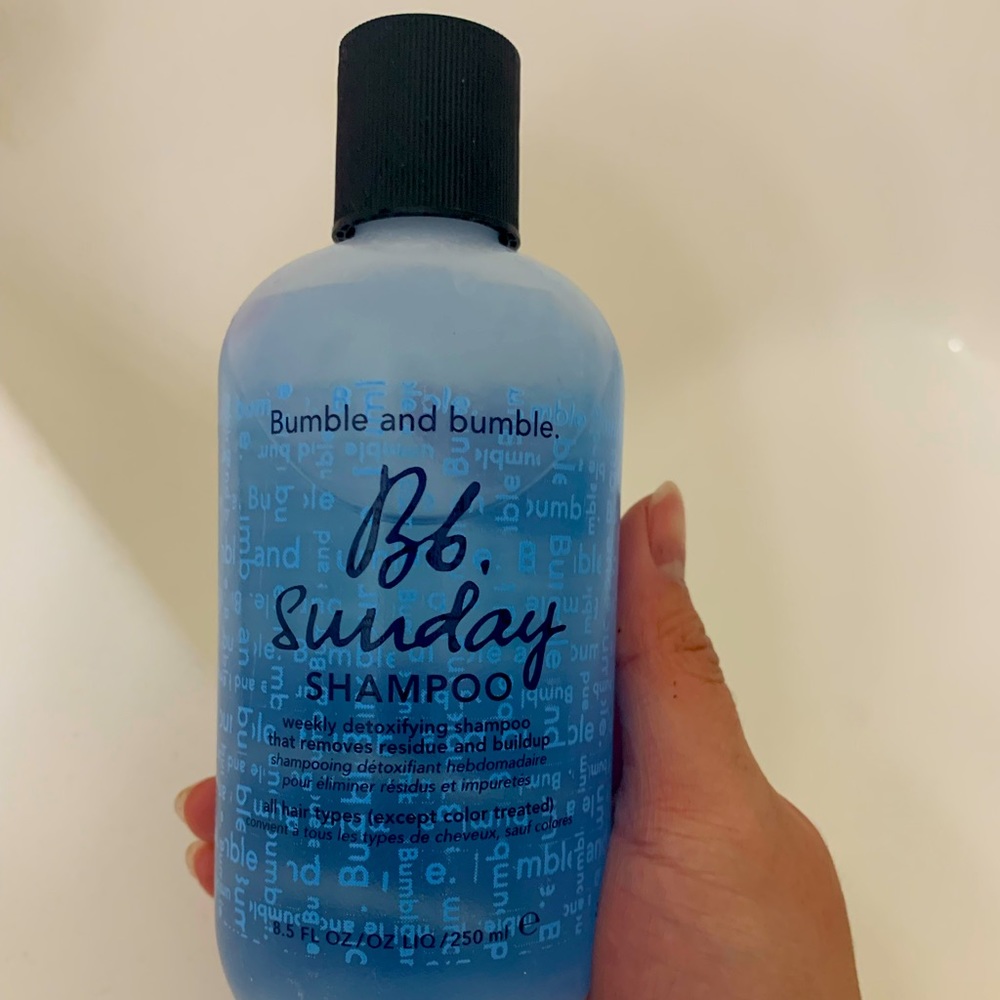 Bumble and bumble.
Bb.
Sunday
SHAMPOO
weekly detoxifying shampoo
that removes residue and buildup
shampooing détoxifiant hebdomadaire
pour éliminer résidus et impuretés
all hair types (except color treated)
convient à tous les types de cheveux, sauf colorés
8.5 FL OZ/OZ LIQ/250 ml ℮